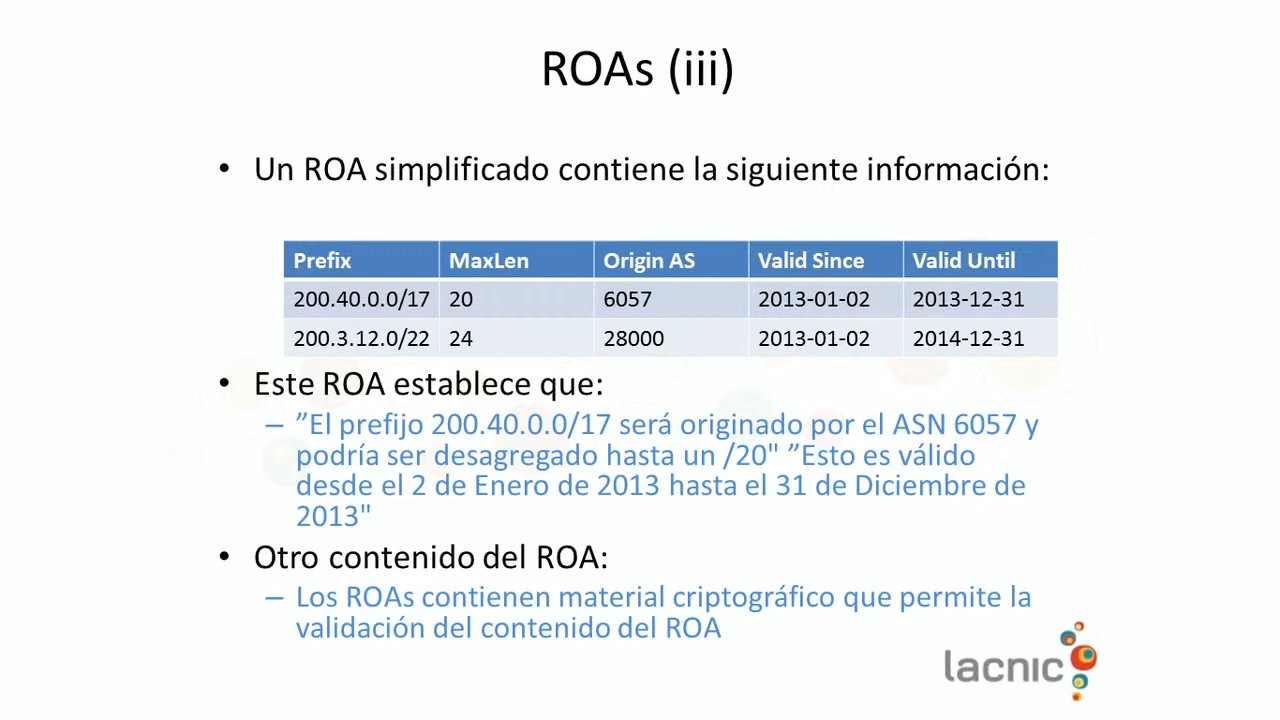 ROAs (iii)
• Un ROA simplificado contiene la siguiente información:
Prefix MaxLen Origin AS Valid Since Valid Until
200.40.0.0/17 20 6057 2013-01-02 2013-12-31
200.3.12.0/22 24 28000 2013-01-02 2014-12-31
• Este ROA establece que:
– ”El prefijo 200.40.0.0/17 será originado por el ASN 6057 y
podría ser desagregado hasta un /20" ”Esto es válido
desde el 2 de Enero de 2013 hasta el 31 de Diciembre de
2013"
• Otro contenido del ROA:
– Los ROAs contienen material criptográfico que permite la
validación del contenido del ROA
lacnic